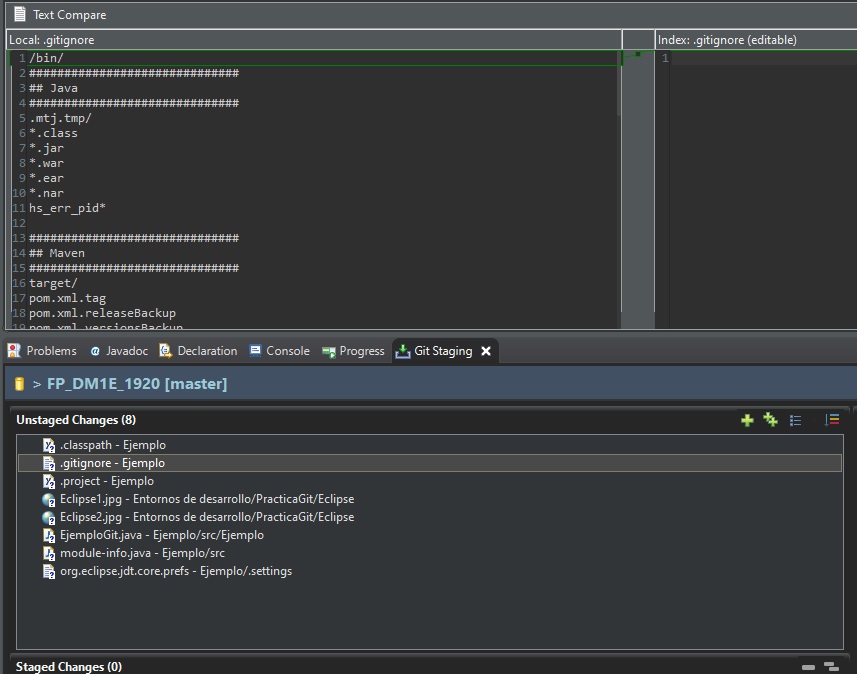 Text Compare
Local: .gitignore
Index: .gitignore (editable)
1 /bin/
1
2 ##############################
3 ## Java
4 ##############################
5 .mtj.tmp/
6 *.class
7 *.jar
8 *.war
9 *.ear
10 *.nar
11 hs_err_pid*
12
13 ##############################
14 ## Maven
15 ##############################
16 target/
17 pom.xml.tag
18 pom.xml.releaseBackup
19 pom.xml.versionsBackup
Problems @ Javadoc Declaration Console Progress Git Staging
> FP_DM1E_1920 [master]
Unstaged Changes (8)
.classpath - Ejemplo
.gitignore - Ejemplo
.project - Ejemplo
Eclipse1.jpg - Entornos de desarrollo/PracticaGit/Eclipse
Eclipse2.jpg - Entornos de desarrollo/PracticaGit/Eclipse
EjemploGit.java - Ejemplo/src/Ejemplo
module-info.java - Ejemplo/src
org.eclipse.jdt.core.prefs - Ejemplo/.settings
Staged Changes (0)